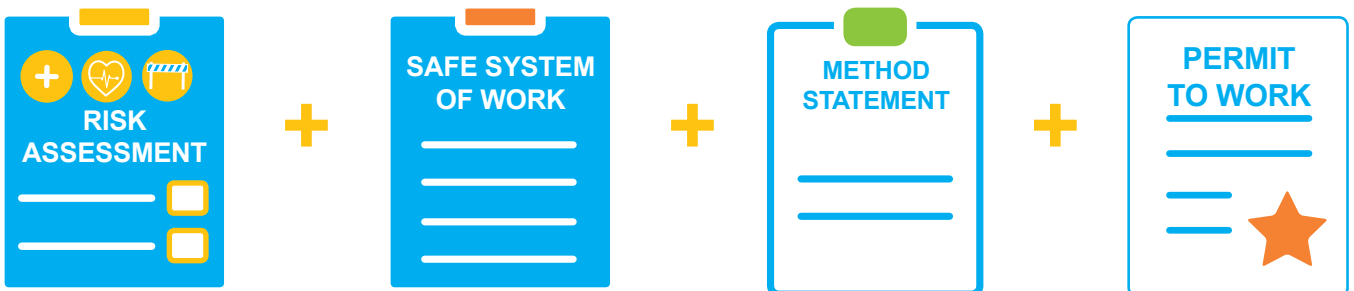 RISK
ASSESSMENT
SAFE SYSTEM
OF WORK
METHOD
STATEMENT
PERMIT
TO WORK